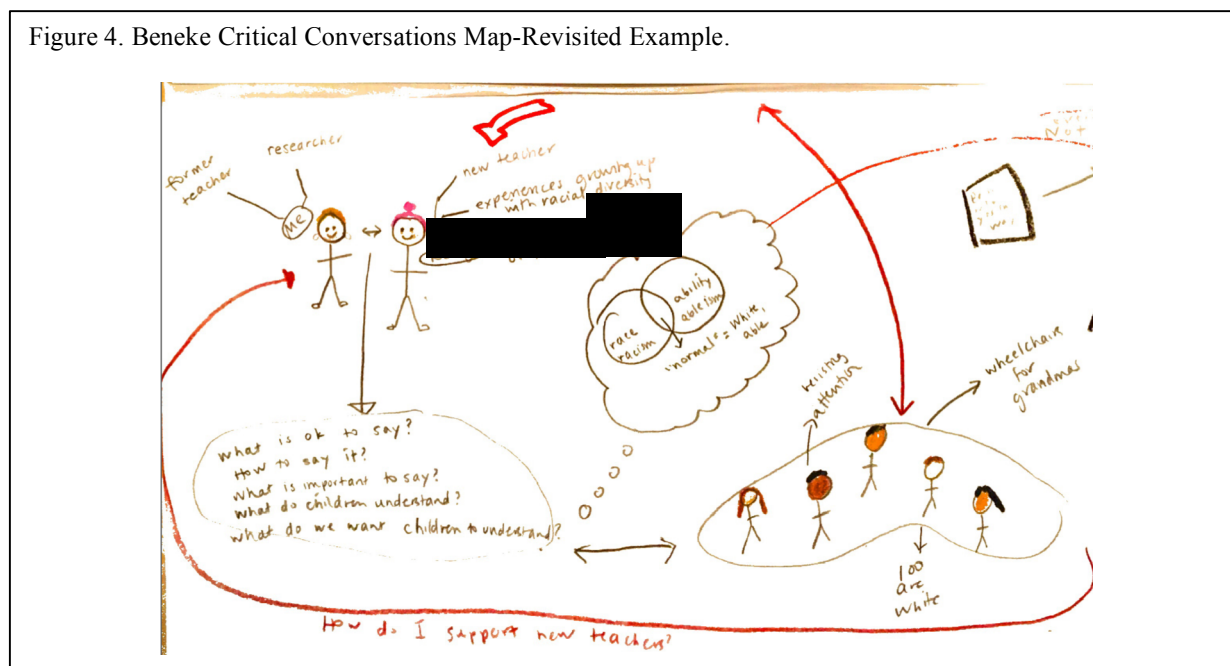 Figure 4. Beneke Critical Conversations Map-Revisited Example.
former
teacher
researcher
me
new teacher
experiences growing up
with racial diversity
Not
ability
ableism
race
racism
"normal" = White,
able
attention
wheelchair
for
grandmas
What is ok to say?
How to say it?
What is important to say?
What do children understand?
What do we want children to understand?
100
are
white
How do I support new teachers?